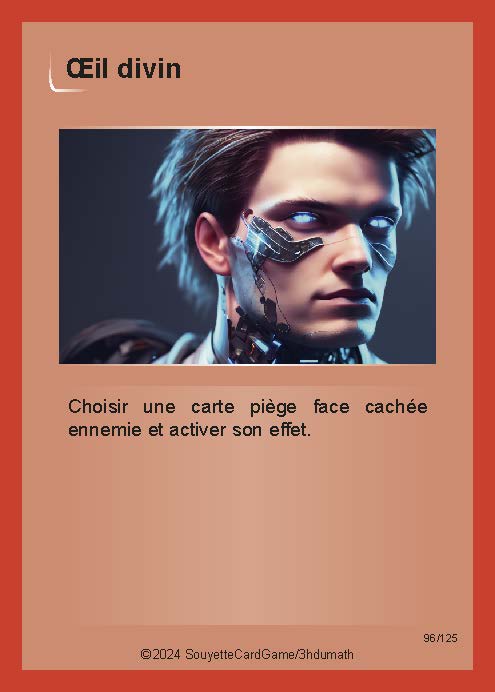 Œil divin
Choisir une carte piège face cachée
ennemie et activer son effet.
96/125
©2024 SouyetteCardGame/3hdumath